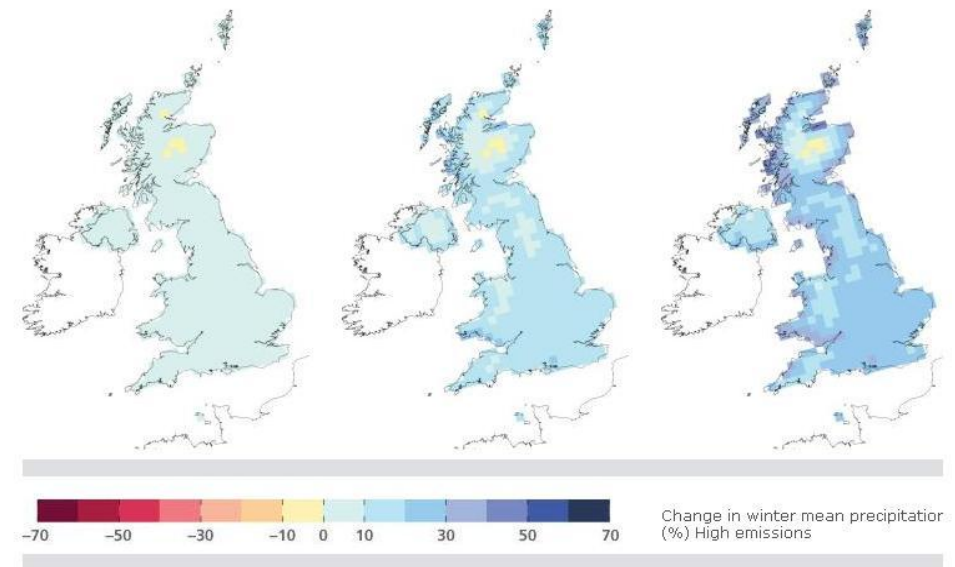 −70 −50 −30 −10 0 10 30 50 70
Change in winter mean precipitatior
(%) High emissions